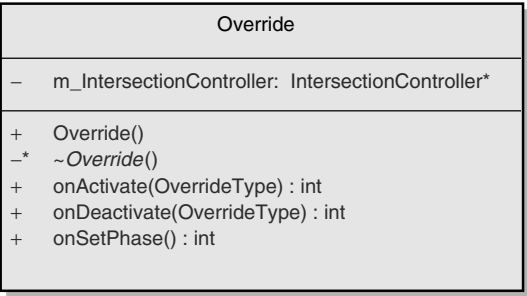 Override
– m_IntersectionController: IntersectionController*
+ Override()
–* ~Override()
+ onActivate(OverrideType) : int
+ onDeactivate(OverrideType) : int
+ onSetPhase() : int